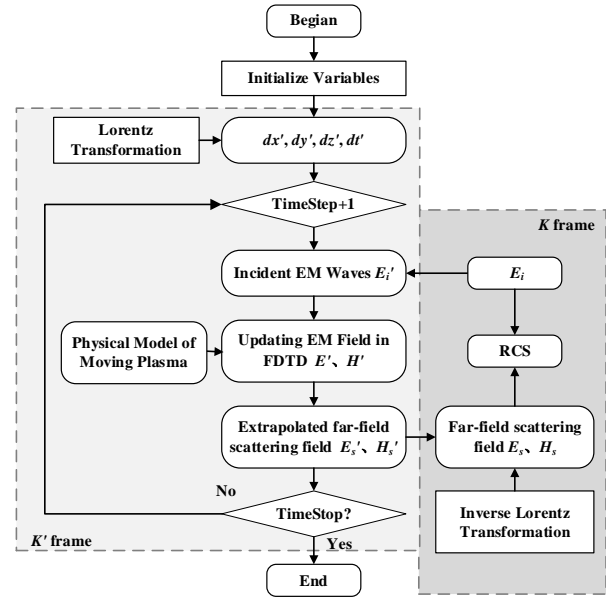 Begian
Initialize Variables
Lorentz
Transformation
dx', dy', dz', dt'
TimeStep+1
K frame
Incident EM Waves Ei'
Ei
Physical Model of
Moving Plasma
Updating EM Field in
FDTD E'、H'
RCS
Extrapolated far-field
scattering field Es'、Hs'
Far-field scattering
field Es、Hs
No
TimeStop?
Inverse Lorentz
Transformation
K' frame
Yes
End